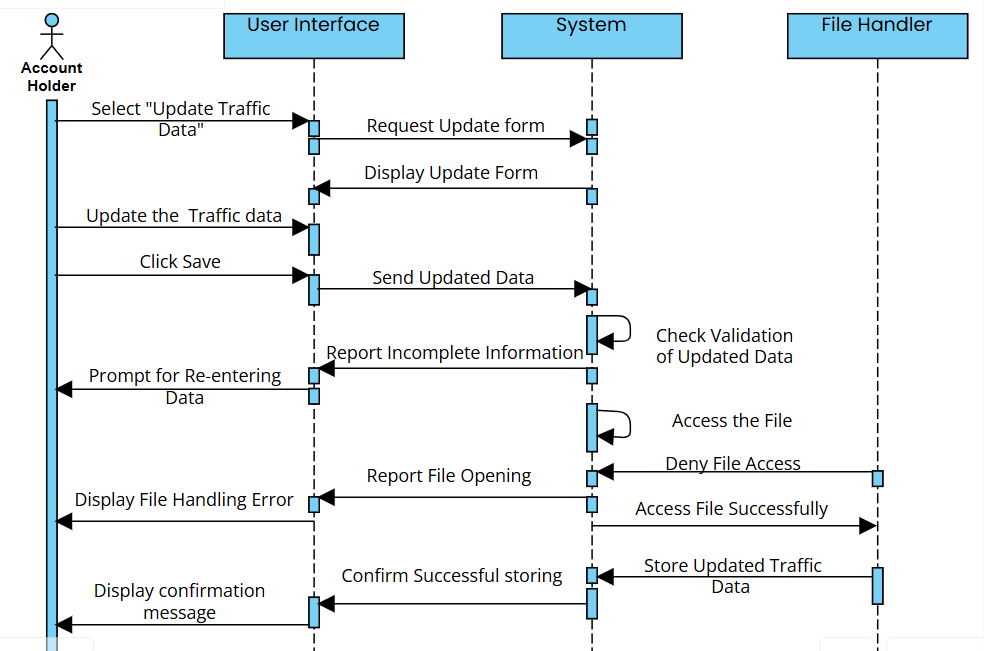 User Interface
System
File Handler
Account
Holder
Select "Update Traffic
Data"
Request Update form
Display Update Form
Update the  Traffic data
Click Save
Send Updated Data
Check Validation
of Updated Data
Report Incomplete Information
Prompt for Re-entering
Data
Access the File
Deny File Access
Report File Opening
Display File Handling Error
Access File Successfully
Store Updated Traffic
Data
Confirm Successful storing
Display confirmation
message